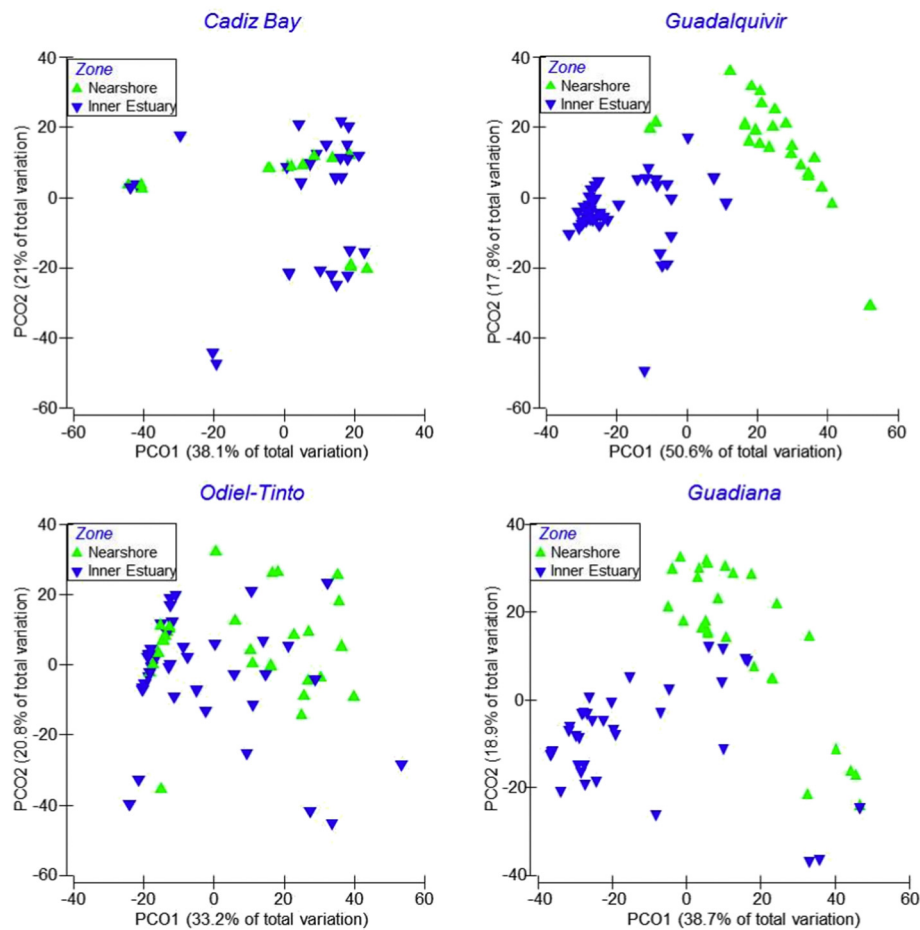 Cadiz Bay
Zone
Nearshore
Inner Estuary
40
20
0
-20
-40
-60
PCO2 (21% of total variation)
-60 -40 -20 0 20 40
PCO1 (38.1% of total variation)
Guadalquivir
Zone
Nearshore
Inner Estuary
40
20
0
-20
-40
-60
PCO2 (17.8% of total variation)
-40 -20 0 20 40 60
PCO1 (50.6% of total variation)
Odiel-Tinto
Zone
Nearshore
Inner Estuary
40
20
0
-20
-40
-60
PCO2 (20.8% of total variation)
-40 -20 0 20 40 60
PCO1 (33.2% of total variation)
Guadiana
Zone
Nearshore
Inner Estuary
40
20
0
-20
-40
PCO2 (18.9% of total variation)
-40 -20 0 20 40 60
PCO1 (38.7% of total variation)